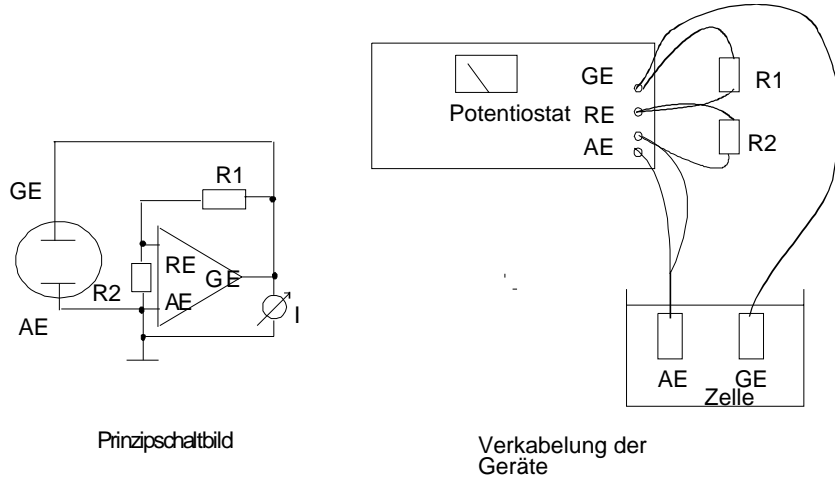 GE
R1
RE
GE
R2
AE
AE
I
Prinzipschaltbild
GE
R1
Potentiostat
RE
R2
AE
AE
GE
Zelle
Verkabelung der
Geräte